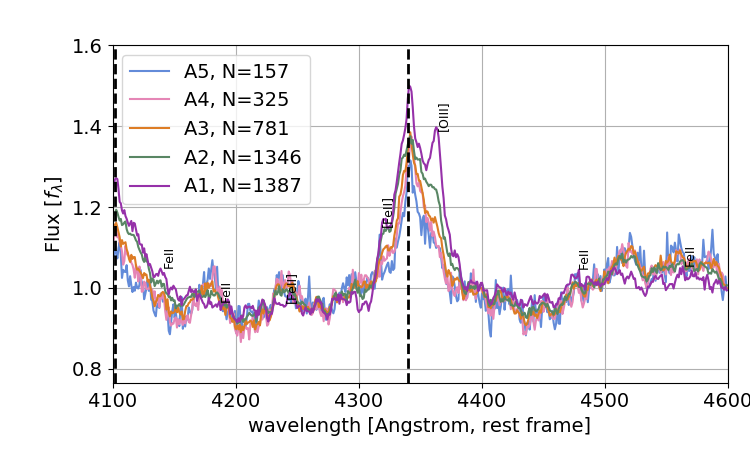 1.6
1.4
1.2
1.0
0.8
Flux [fλ]
A5, N=157
A4, N=325
A3, N=781
A2, N=1346
A1, N=1387
FeII
FeII
[FeII]
[FeII]
[OIII]
FeII
FeII
4100 4200 4300 4400 4500 4600
wavelength [Angstrom, rest frame]